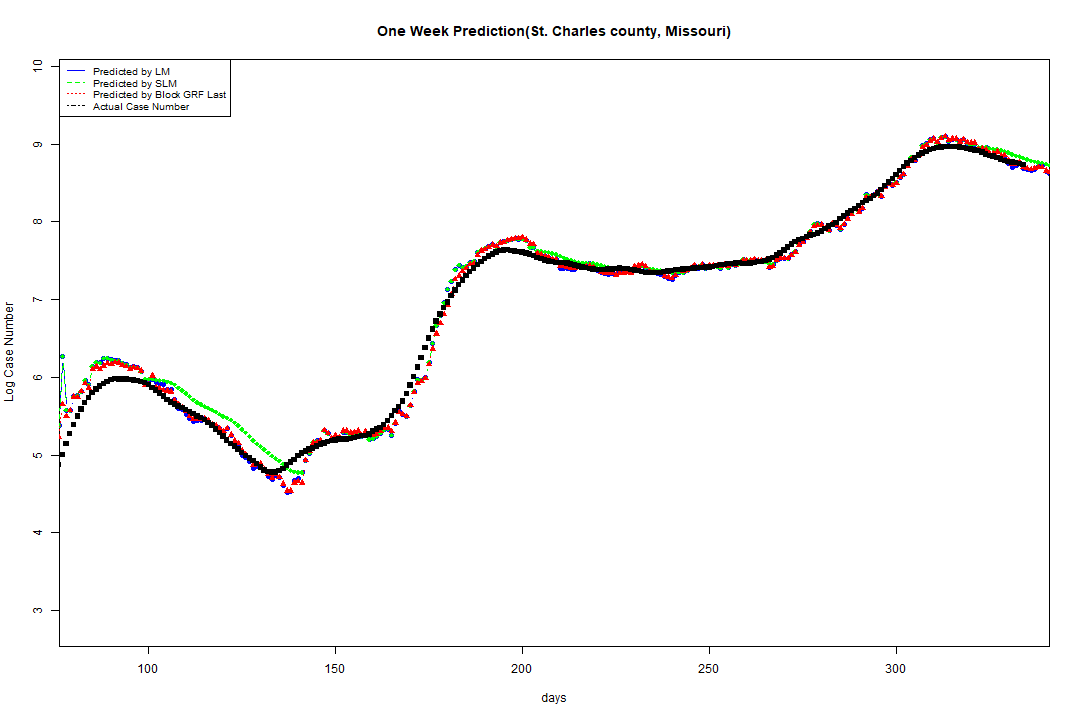 One Week Prediction(St. Charles county, Missouri)
Predicted by LM
Predicted by SLM
Predicted by Block GRF Last
Actual Case Number
10
9
8
7
6
5
4
3
Log Case Number
100 150 200 250 300
days